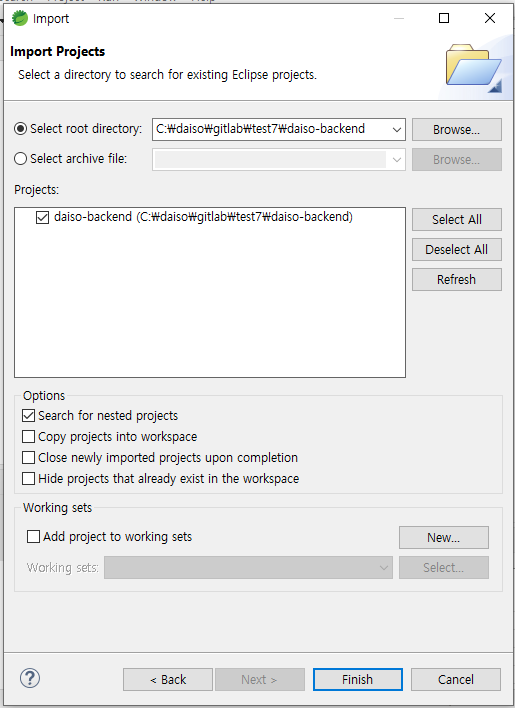 Import
Import Projects
Select a directory to search for existing Eclipse projects.
Select root directory: C:₩daiso₩gitlab₩test7₩daiso-backend Browse...
Select archive file: Browse...
Projects:
daiso-backend (C:₩daiso₩gitlab₩test7₩daiso-backend)
Select All
Deselect All
Refresh
Options
Search for nested projects
Copy projects into workspace
Close newly imported projects upon completion
Hide projects that already exist in the workspace
Working sets
Add project to working sets New...
Working sets: Select...
? < Back Next > Finish Cancel